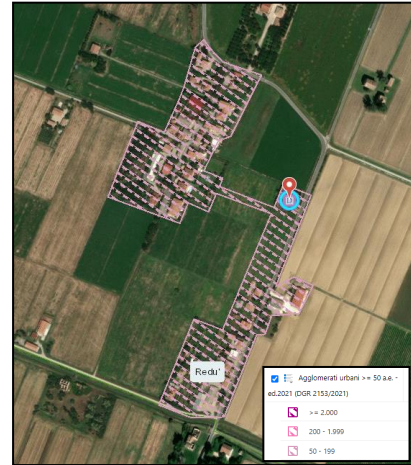 Redu'
Agglomerati urbani >= 50 a.e. -
ed.2021 (DGR 2153/2021)
>= 2.000
200 - 1.999
50 - 199